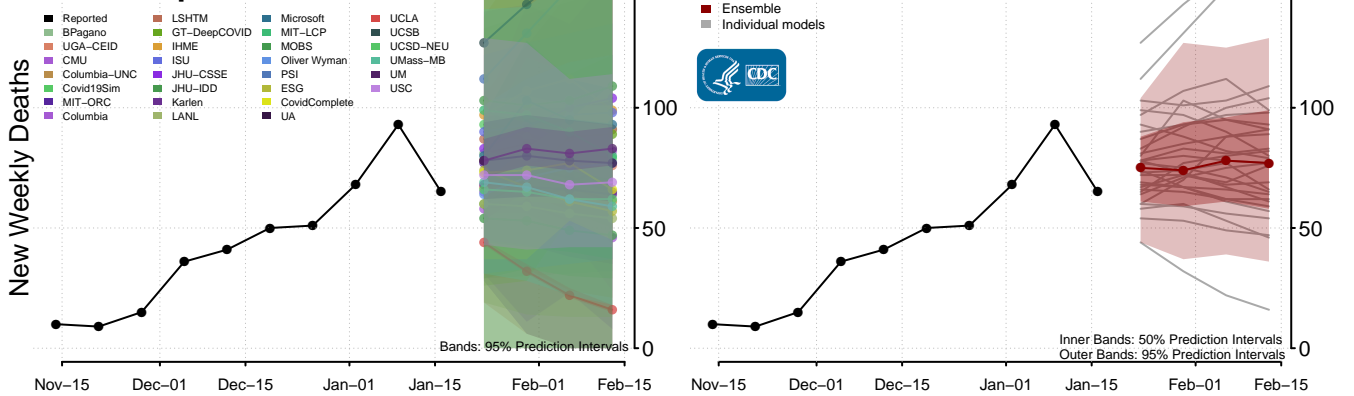 Reported
BPagano
UGA–CEID
CMU
Columbia–UNC
Covid19Sim
MIT–ORC
Columbia
LSHTM
GT–DeepCOVID
IHME
ISU
JHU–CSSE
JHU–IDD
Karlen
LANL
Microsoft
MIT–LCP
MOBS
Oliver Wyman
PSI
ESG
CovidComplete
UA
UCLA
UCSB
UCSD–NEU
UMass–MB
UM
USC
New Weekly Deaths
100
50
0
Bands: 95% Prediction Intervals
Nov–15
Dec–01
Dec–15
Jan–01
Jan–15
Feb–01
Feb–15
Ensemble
Individual models
CDC
100
50
0
Inner Bands: 50% Prediction Intervals
Outer Bands: 95% Prediction Intervals
Nov–15
Dec–01
Dec–15
Jan–01
Jan–15
Feb–01
Feb–15